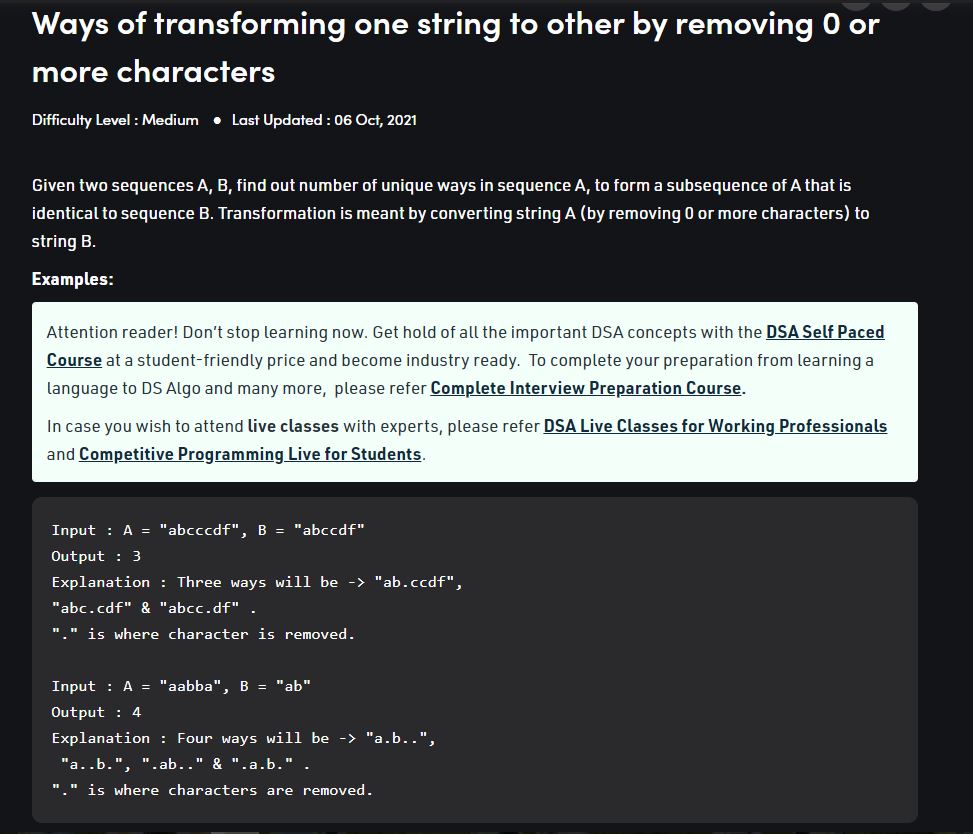 Ways of transforming one string to other by removing 0 or
more characters
Difficulty Level : Medium ● Last Updated : 06 Oct, 2021
Given two sequences A, B, find out number of unique ways in sequence A, to form a subsequence of A that is
identical to sequence B. Transformation is meant by converting string A (by removing 0 or more characters) to
string B.
Examples:
Attention reader! Don’t stop learning now. Get hold of all the important DSA concepts with the DSA Self Paced
Course at a student-friendly price and become industry ready.  To complete your preparation from learning a
language to DS Algo and many more,  please refer Complete Interview Preparation Course.
In case you wish to attend live classes with experts, please refer DSA Live Classes for Working Professionals
and Competitive Programming Live for Students.
Input : A = "abcccdf", B = "abccdf"
Output : 3
Explanation : Three ways will be -> "ab.ccdf",
"abc.cdf" & "abcc.df" .
"." is where character is removed.
Input : A = "aabba", B = "ab"
Output : 4
Explanation : Four ways will be -> "a.b..",
"a..b.", ".ab.." & ".a.b." .
"." is where characters are removed.